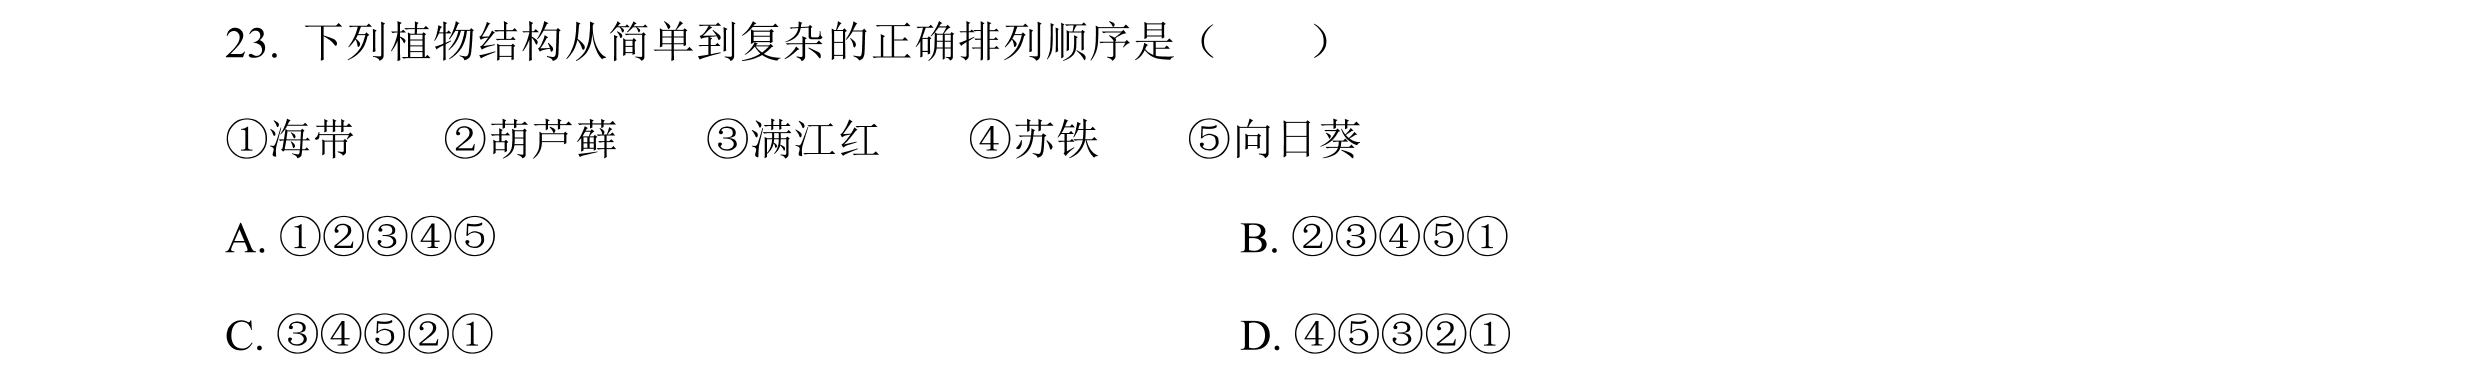 23. 下列植物结构从简单到复杂的正确排列顺序是（　　）
①海带　　②葫芦藓　　③满江红　　④苏铁　　⑤向日葵
A. ①②③④⑤　　B. ②③④⑤①
C. ③④⑤②①　　D. ④⑤③②①